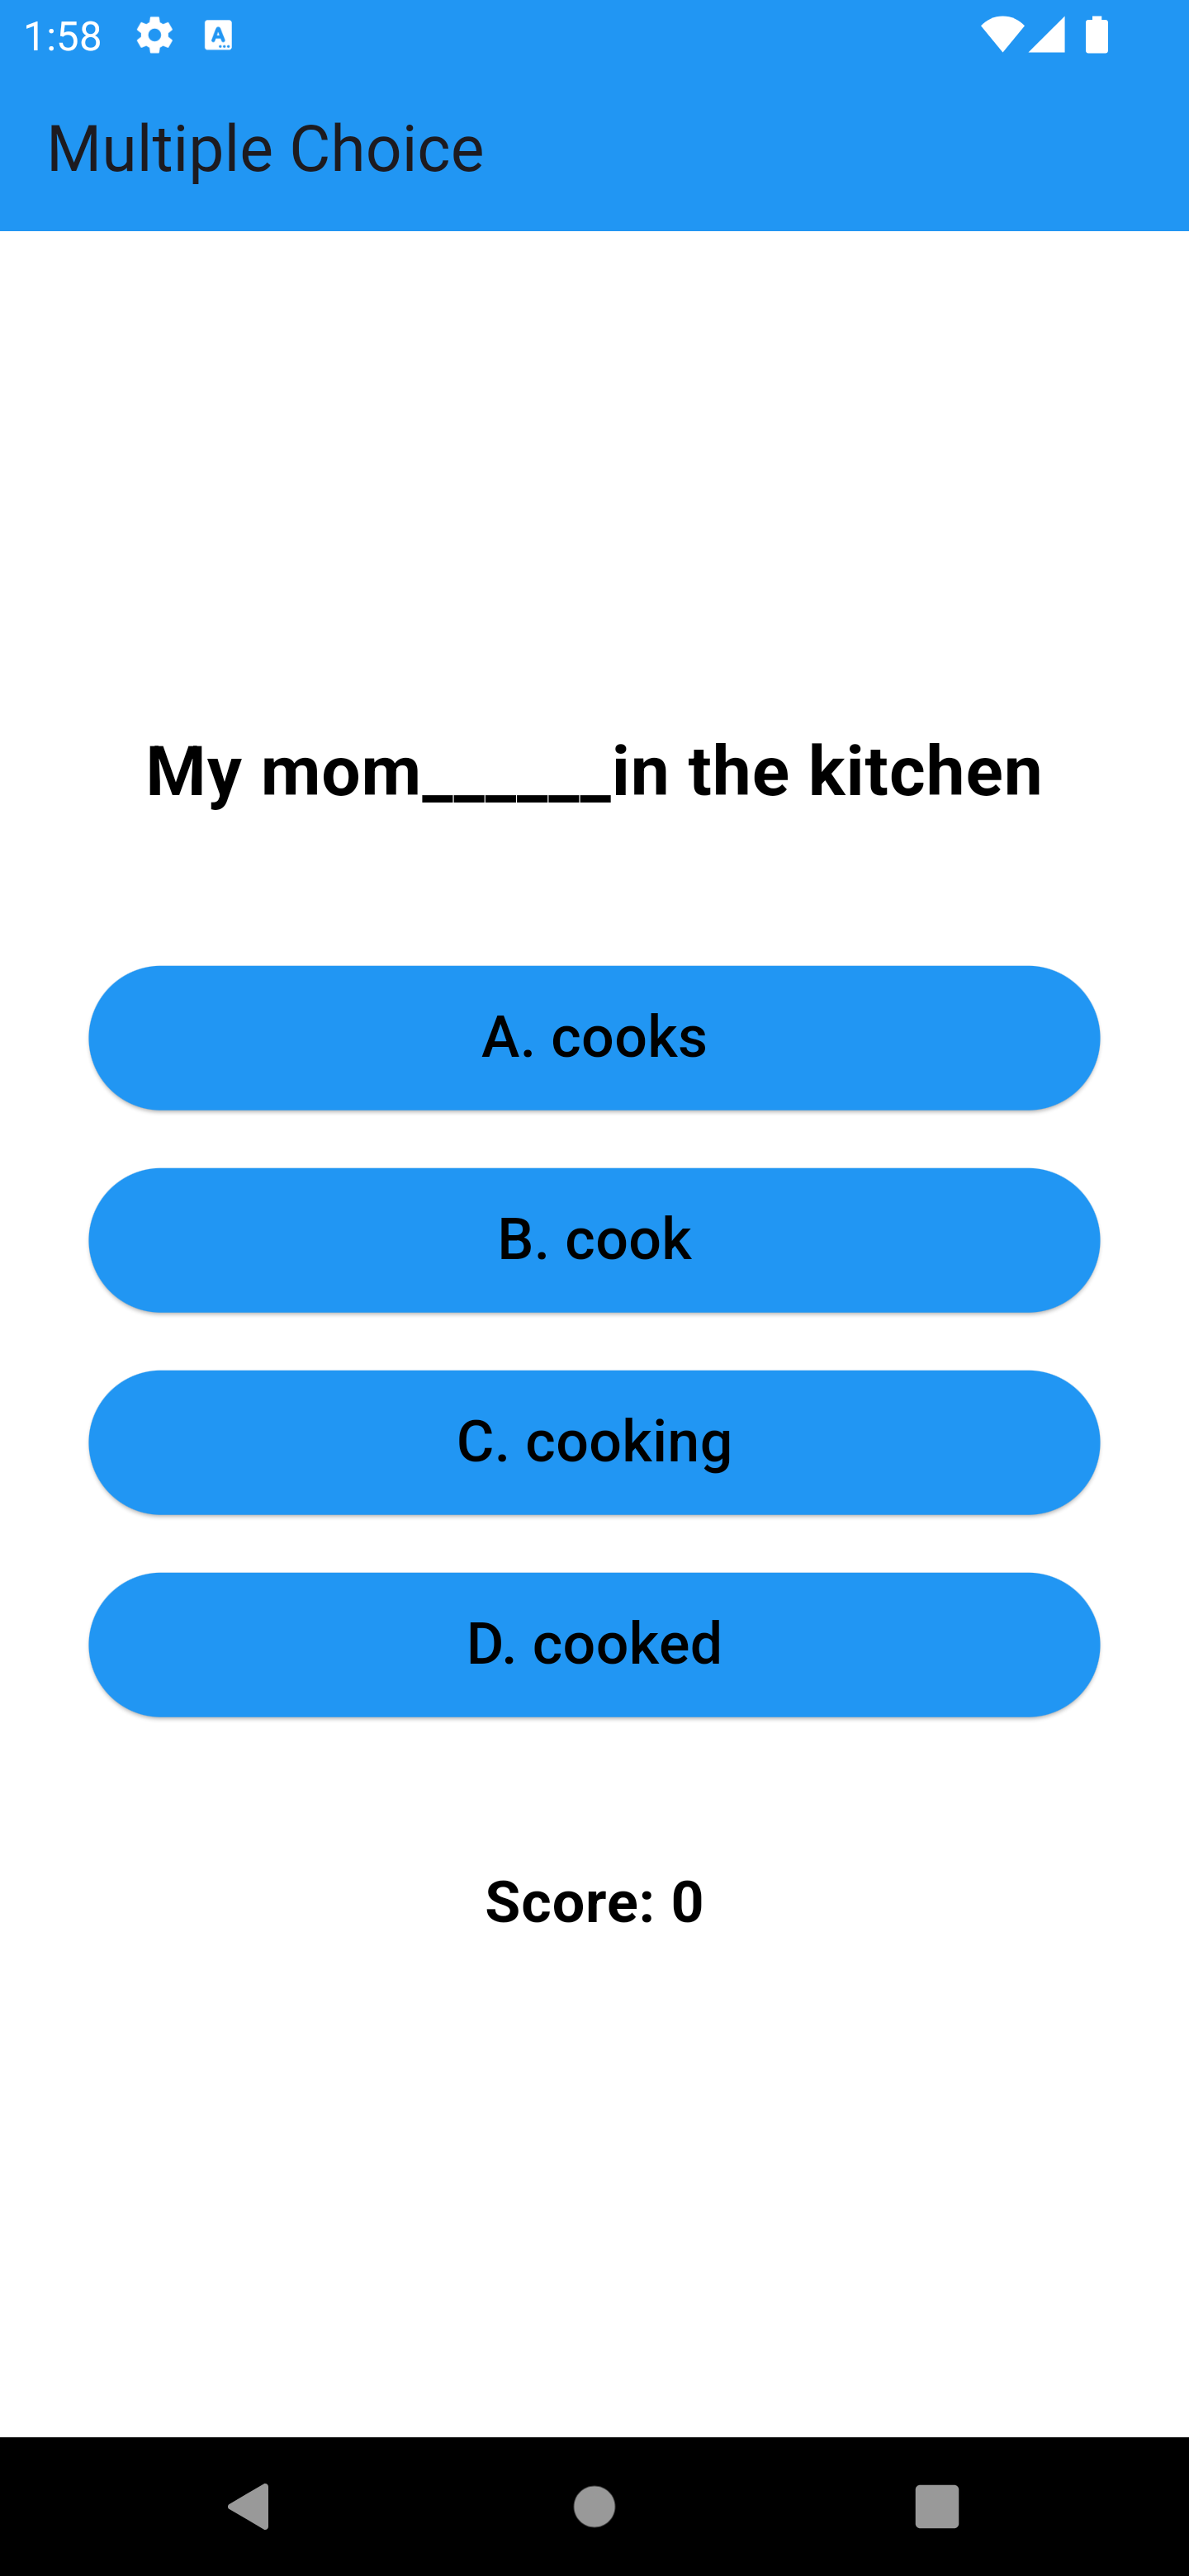 1:58
Multiple Choice
My mom______in the kitchen
A. cooks
B. cook
C. cooking
D. cooked
Score: 0